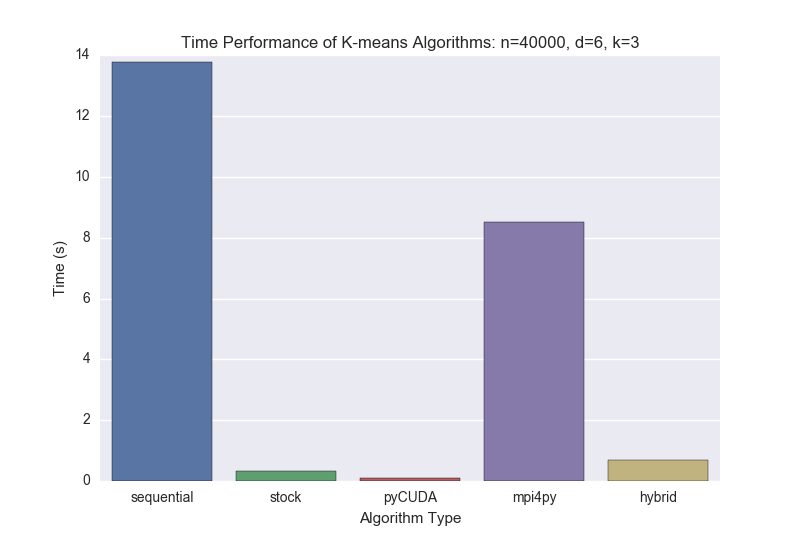 Time Performance of K-means Algorithms: n=40000, d=6, k=3
14
12
10
8
6
4
2
0
Time (s)
sequential stock pyCUDA mpi4py hybrid
Algorithm Type